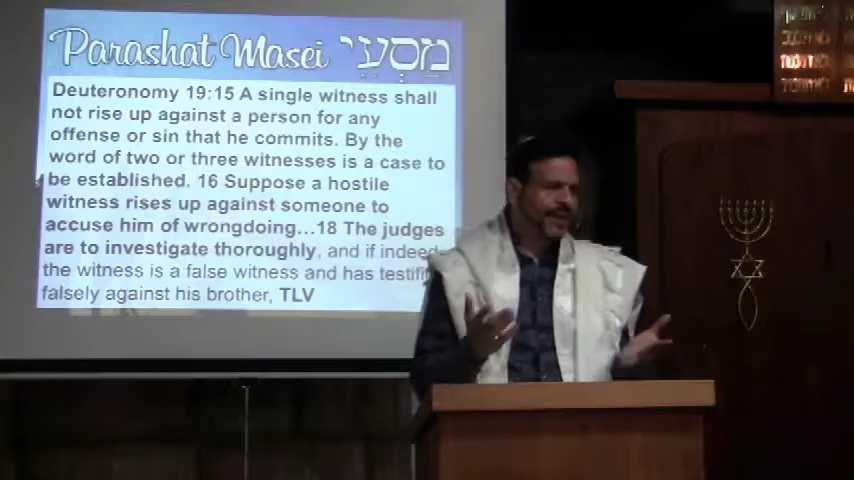 Parashat Masei מַסְעֵי
Deuteronomy 19:15 A single witness shall
not rise up against a person for any
offense or sin that he commits. By the
word of two or three witnesses is a case to
be established. 16 Suppose a hostile
witness rises up against someone to
accuse him of wrongdoing...18 The judges
are to investigate thoroughly, and if indeed
the witness is a false witness and has testifi
falsely against his brother, TLV